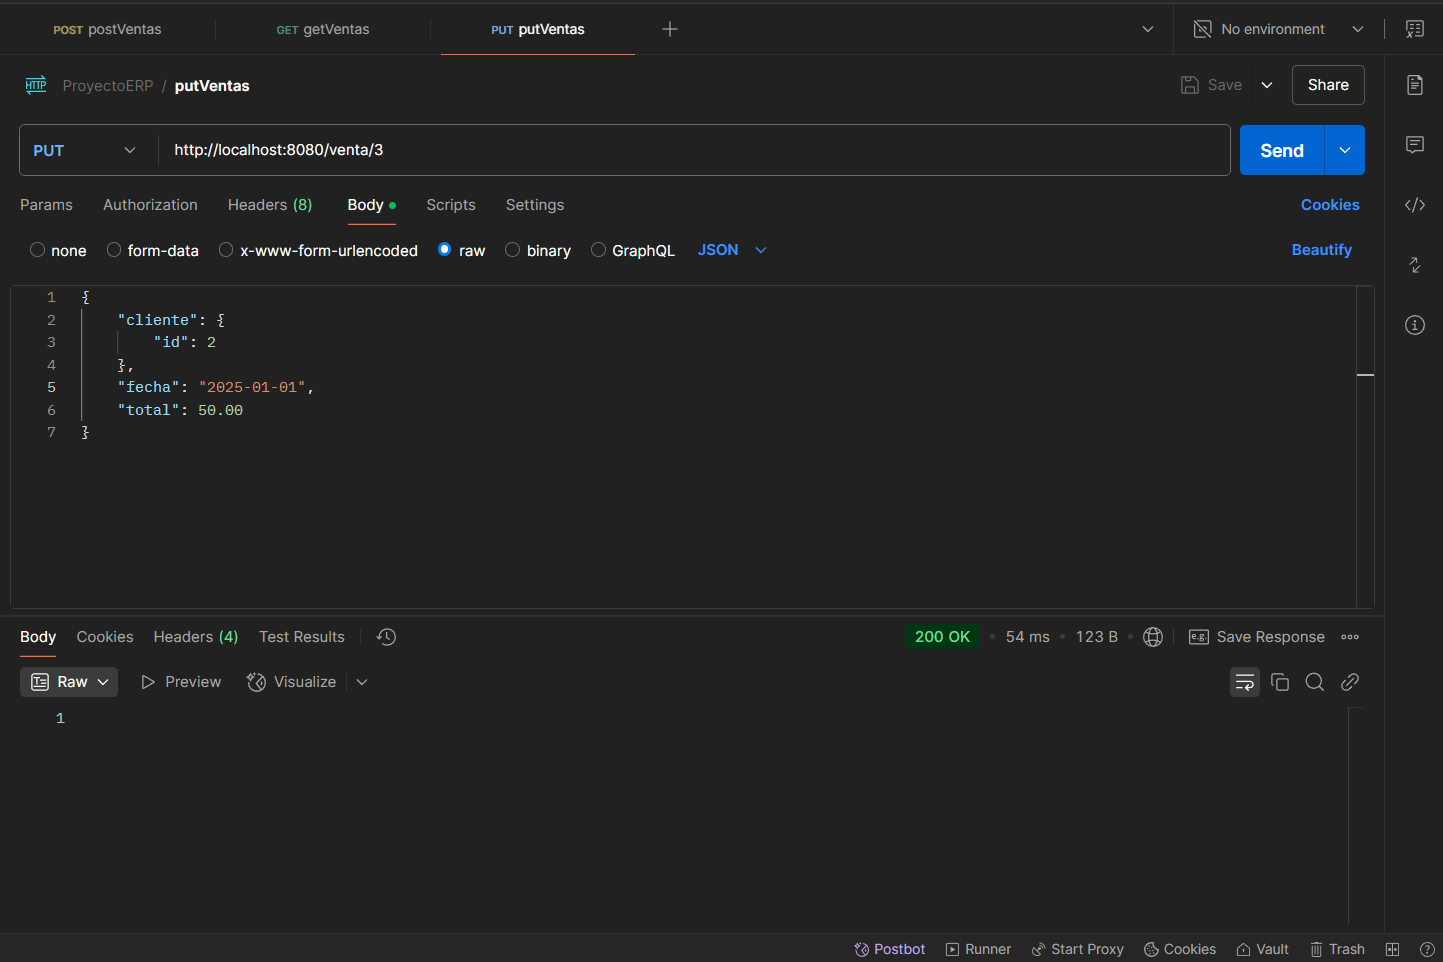 POST postVentas GET getVentas PUT putVentas No environment
HTTP ProyectoERP / putVentas Save Share
PUT http://localhost:8080/venta/3 Send
Params Authorization Headers (8) Body Scripts Settings Cookies
none form-data x-www-form-urlencoded raw binary GraphQL JSON Beautify
1 {
2 "cliente": {
3 "id": 2
4 },
5 "fecha": "2025-01-01",
6 "total": 50.00
7 }
Body Cookies Headers (4) Test Results 200 OK 54 ms 123 B e.g. Save Response
Raw Preview Visualize
1
Postbot Runner Start Proxy Cookies Vault Trash